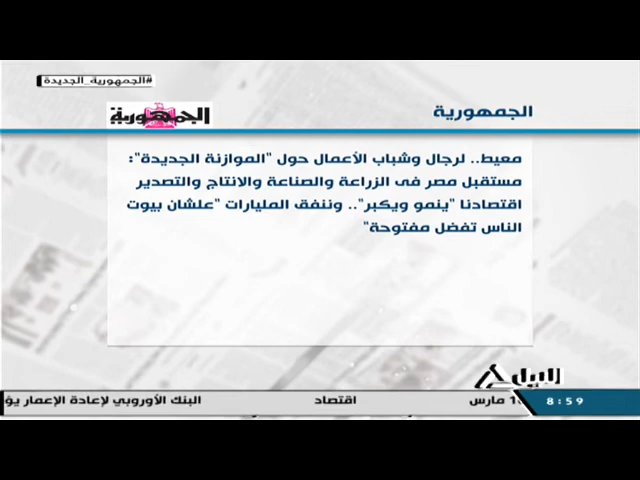 #الجمهورية_الجديدة
الجمهورية
الجمهورية
معيط.. لرجال وشباب الأعمال حول "الموازنة الجديدة":
مستقبل مصر فى الزراعة والصناعة والانتاج والتصدير
اقتصادنا "ينمو ويكبر".. وننفق المليارات "علشان بيوت
الناس تفضل مفتوحة"
8:59
مارس
اقتصاد
البنك الأوروبي لإعادة الإعمار